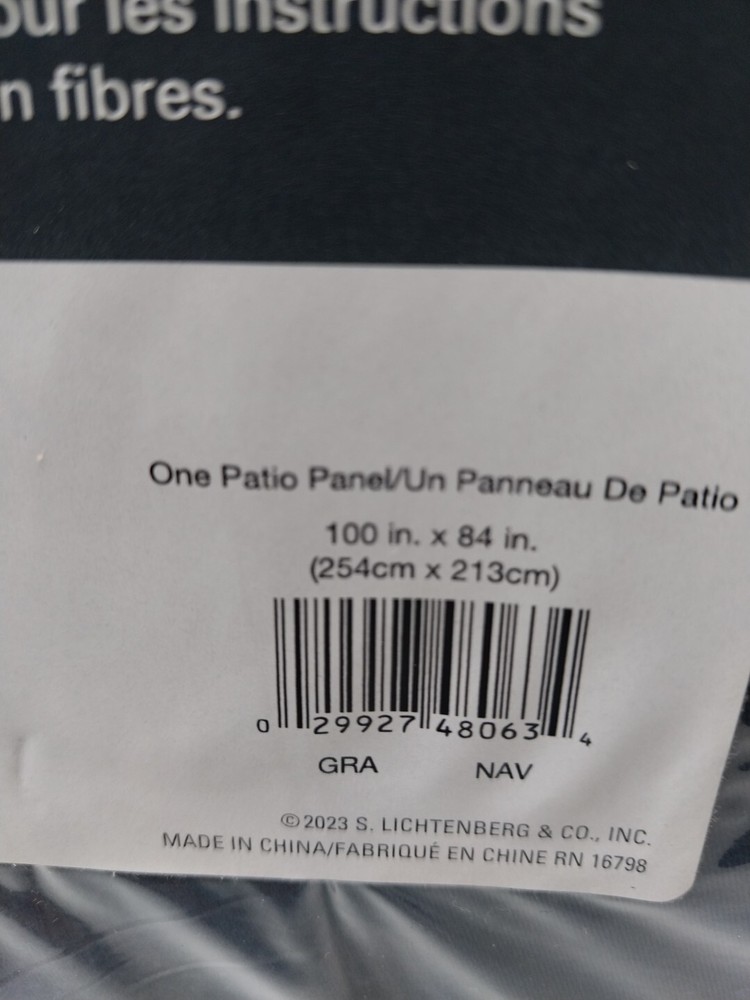 our les instructions
n fibres.
One Patio Panel/Un Panneau De Patio
100 in. x 84 in.
(254cm x 213cm)
0 29927 48063 4
GRA NAV
©2023 S. LICHTENBERG & CO., INC.
MADE IN CHINA/FABRIQUÉ EN CHINE RN 16798